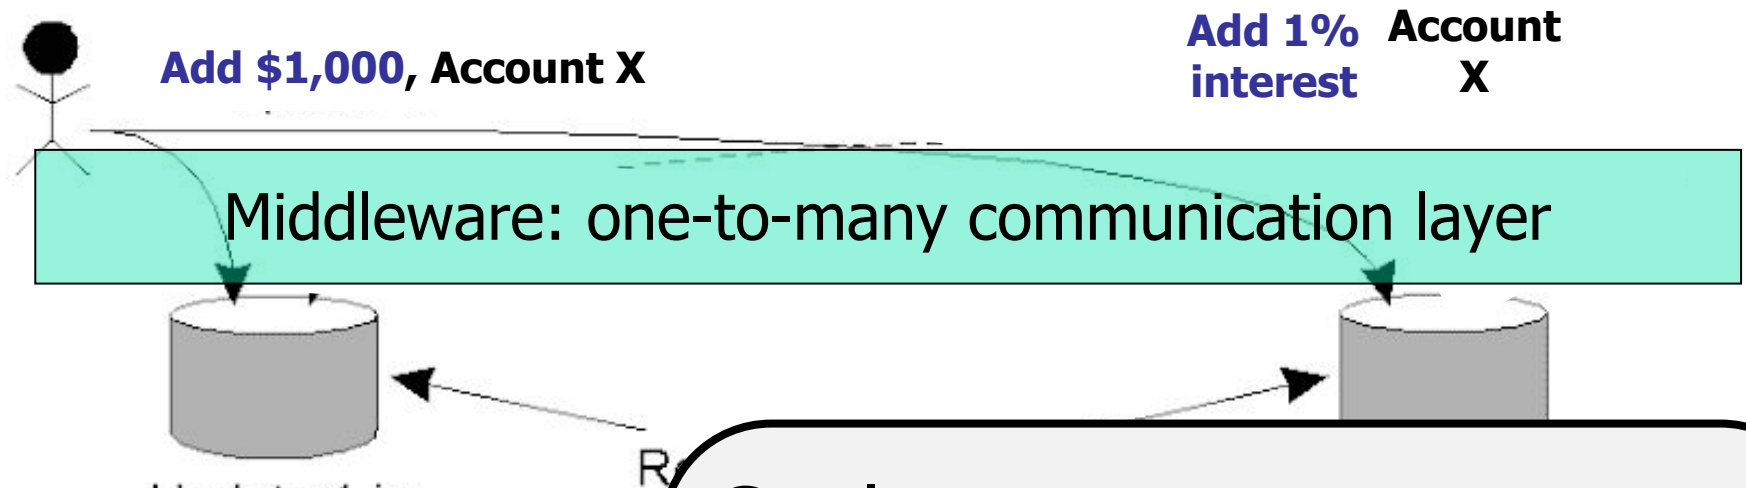 Add $1,000, Account X
Add 1% Account
interest X
Middleware: one-to-many communication layer